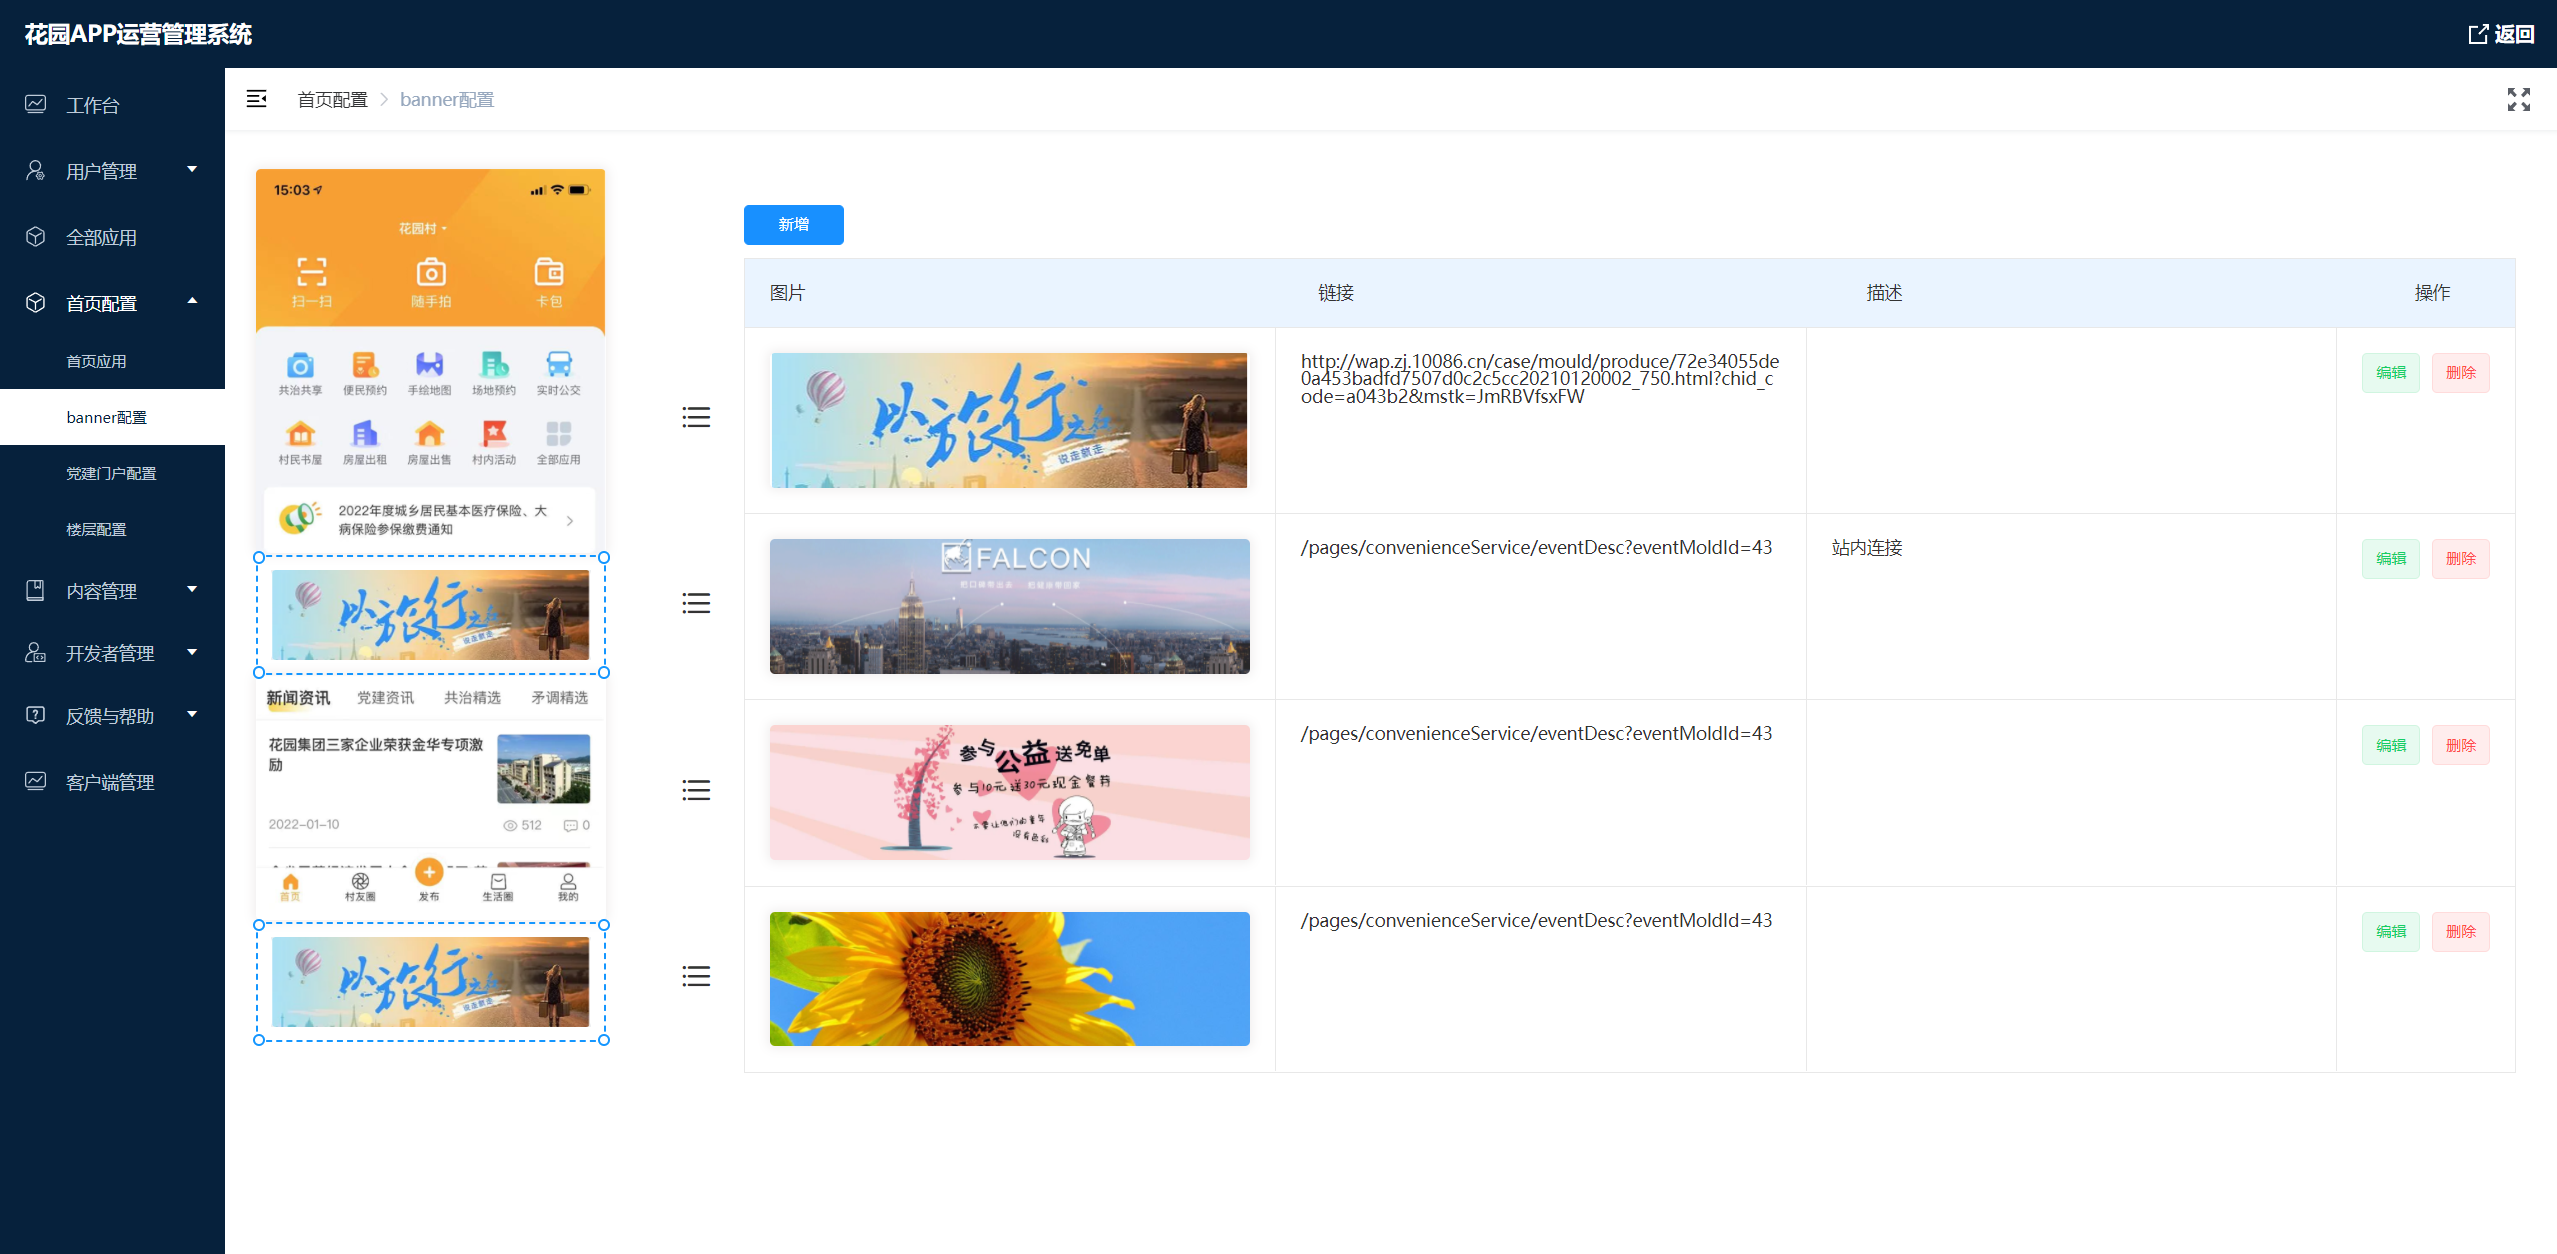 花园APP运营管理系统
返回
工作台
用户管理
全部应用
首页配置
首页应用
banner配置
党建门户配置
楼层配置
内容管理
开发者管理
反馈与帮助
客户端管理
首页配置
banner配置
15:03
花园村
扫一扫
随手拍
卡包
共治共享
便民预约
手绘地图
场地预约
实时公交
村民书屋
房屋出租
房屋出售
村内活动
全部应用
2022年度城乡居民基本医疗保险、大
病保险参保缴费通知
以旅行之名
说走就走
新闻资讯
党建资讯
共治精选
矛调精选
花园集团三家企业荣获金华专项激
励
2022-01-10
512
0
首页
村友圈
发布
生活圈
我的
以旅行之名
说走就走
新增
图片
链接
描述
操作
以旅行之名
说走就走
http://wap.zj.10086.cn/case/mould/produce/72e34055de
0a453badfd7507d0c2c5cc20210120002_750.html?chid_c
ode=a043b2&mstk=JmRBVfsxFW
编辑
删除
FALCON
/pages/convenienceService/eventDesc?eventMoldId=43
站内连接
编辑
删除
参与公益送免单
参与10元送30元现金餐券
不要让他们的童年
没有色彩
/pages/convenienceService/eventDesc?eventMoldId=43
编辑
删除
/pages/convenienceService/eventDesc?eventMoldId=43
编辑
删除